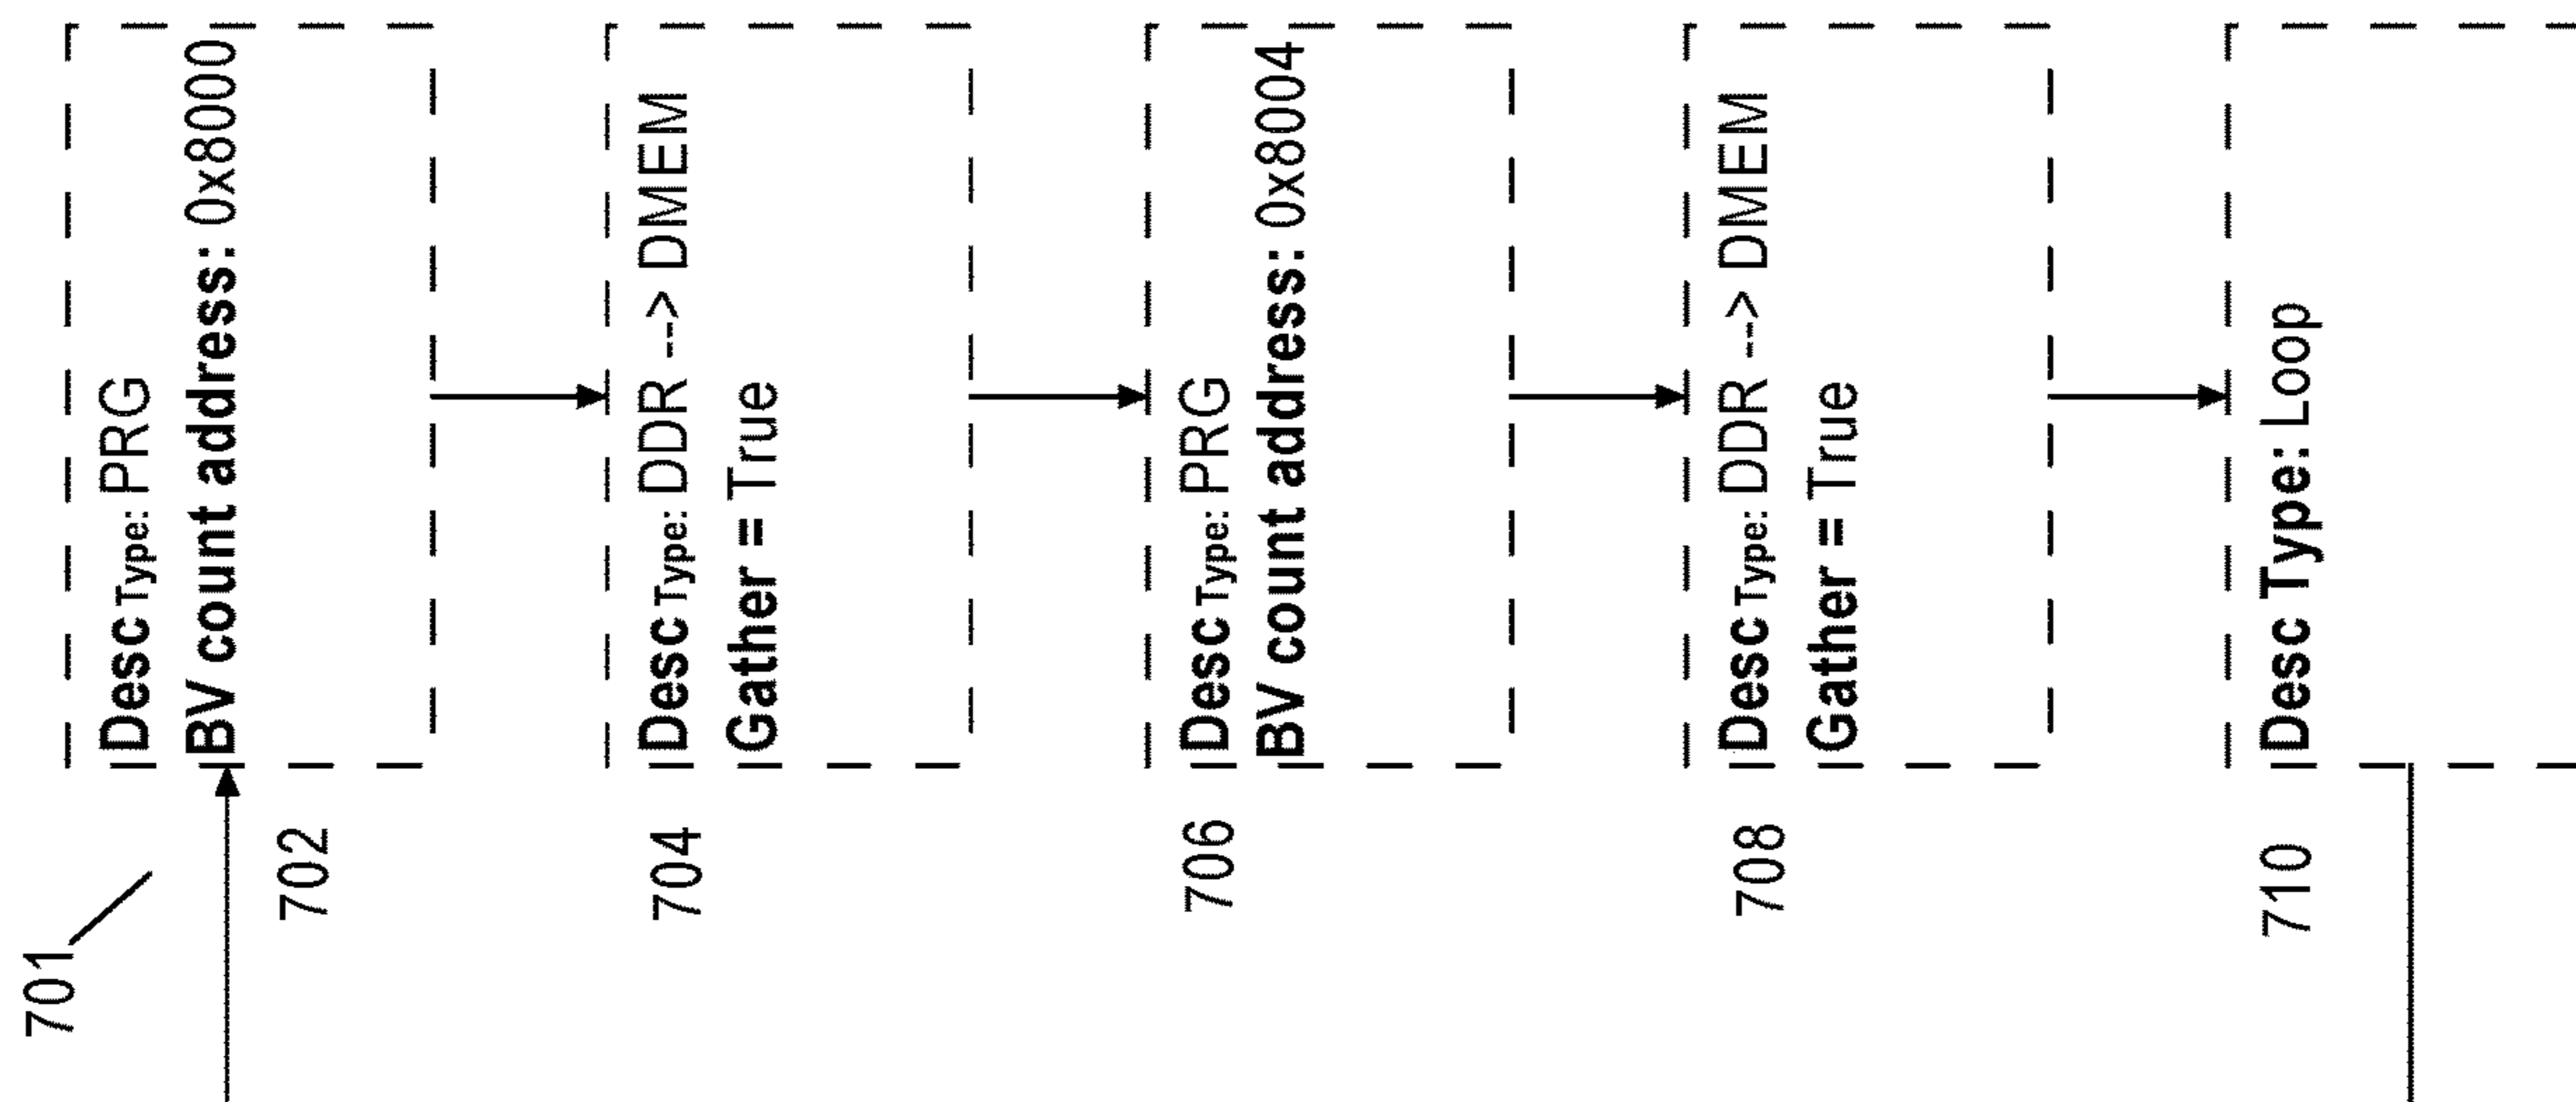 701
702
Desc Type: PRG
BV count address: 0x8000
704
Desc Type: DDR --> DMEM
Gather = True
706
Desc Type: PRG
BV count address: 0x8004
708
Desc Type: DDR --> DMEM
Gather = True
710
Desc Type: Loop